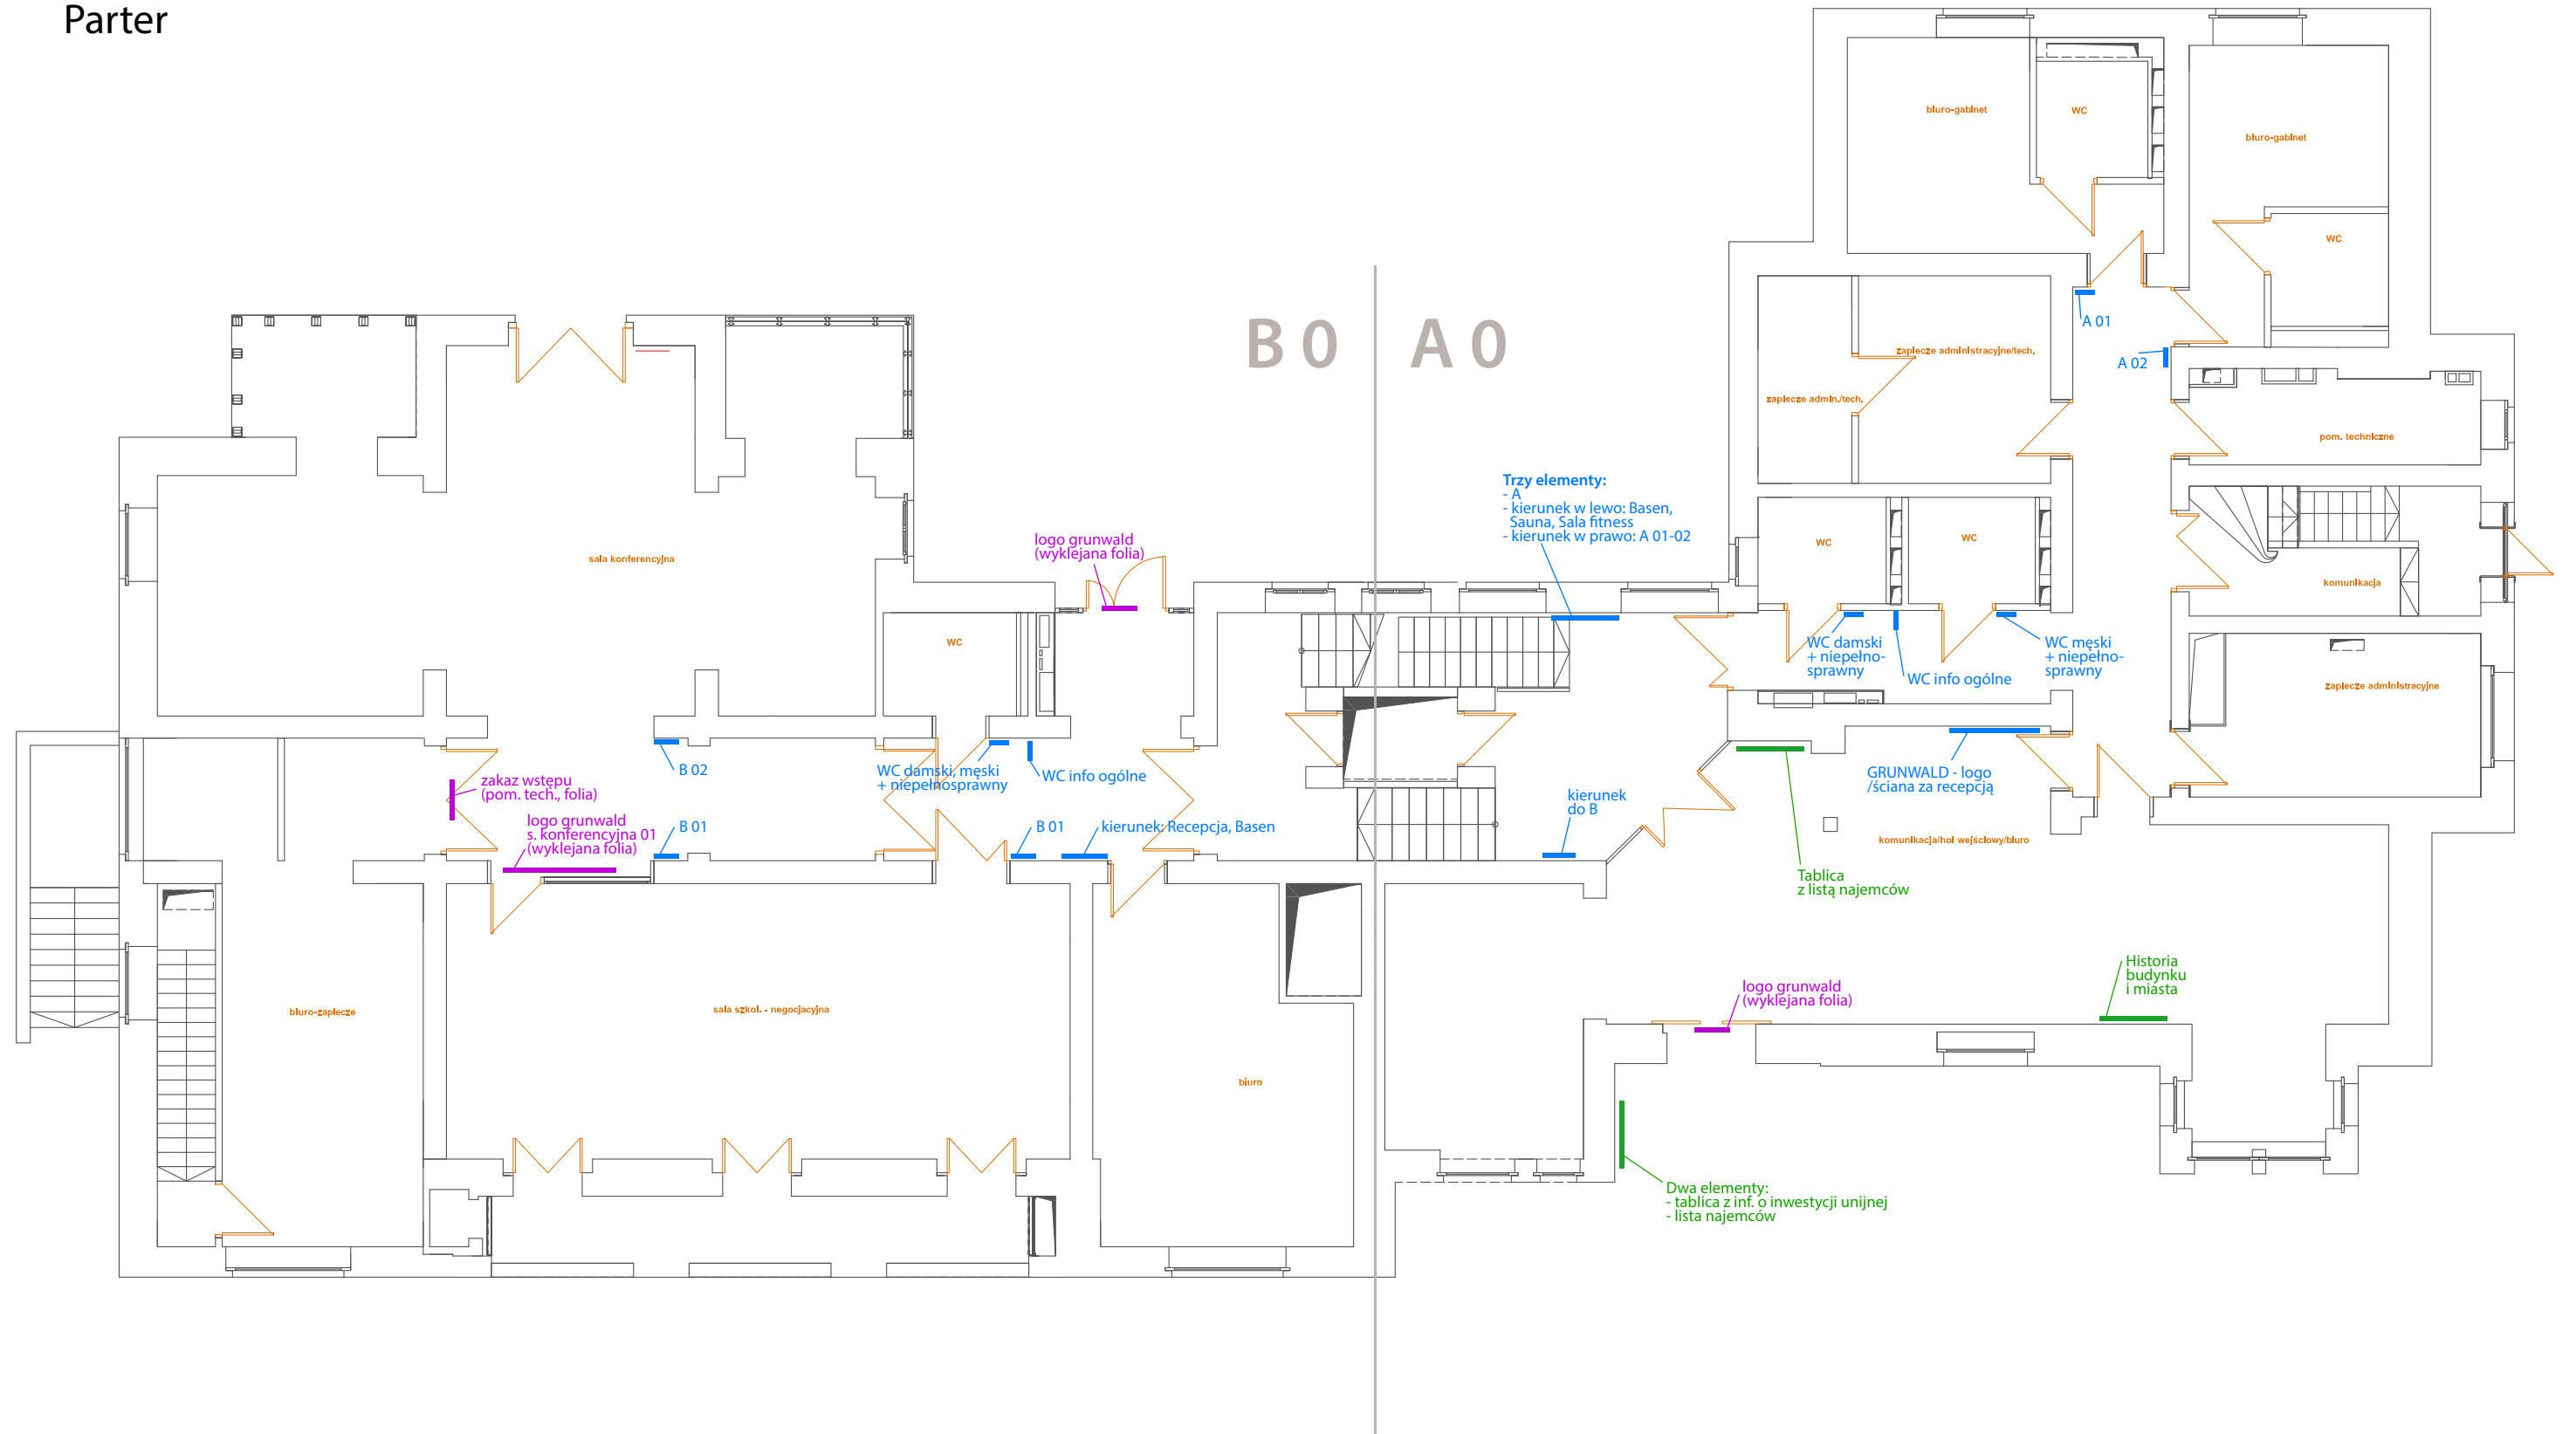 Parter
B 0
A 0
biuro-gabinet
WC
biuro-gabinet
WC
A 01
A 02
zaplecze administracyjne/tech.
zaplecze admin./tech.
pom. techniczne
Trzy elementy:
- A
- kierunek w lewo: Basen,
Sauna, Sala fitness
- kierunek w prawo: A 01-02
logo grunwald
(wyklejana folia)
sala konferencyjna
WC
WC
komunikacja
WC
WC damski
+ niepełno-
sprawny
WC info ogólne
WC męski
+ niepełno-
sprawny
zaplecze administracyjne
zakaz wstępu
(pom. tech., folia)
B 02
WC damski, męski
+ niepełnosprawny
WC info ogólne
GRUNWALD - logo
/ściana za recepcją
kierunek
do B
logo grunwald
s. konferencyjna 01
(wyklejana folia)
B 01
B 01
kierunek: Recepcja, Basen
komunikacja/hol wejściowy/biuro
Tablica
z listą najemców
Historia
budynku
i miasta
logo grunwald
(wyklejana folia)
biuro-zaplecze
sala szkol. - negocjacyjna
biuro
Dwa elementy:
- tablica z inf. o inwestycji unijnej
- lista najemców